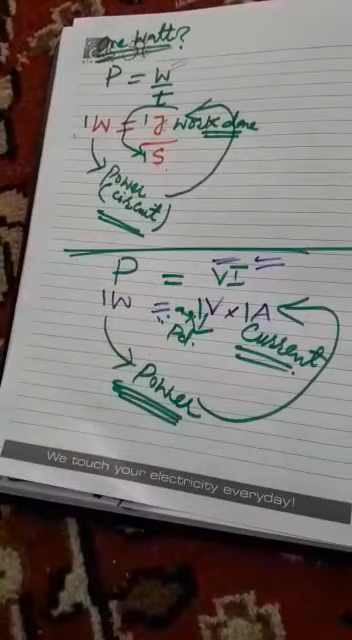 one watt?
P = W/t
1W = 1J work done
1S
Power
(circuit)
P = VI
1W = 1V × 1A
Pot.
Current
Power
We touch your electricity everyday!